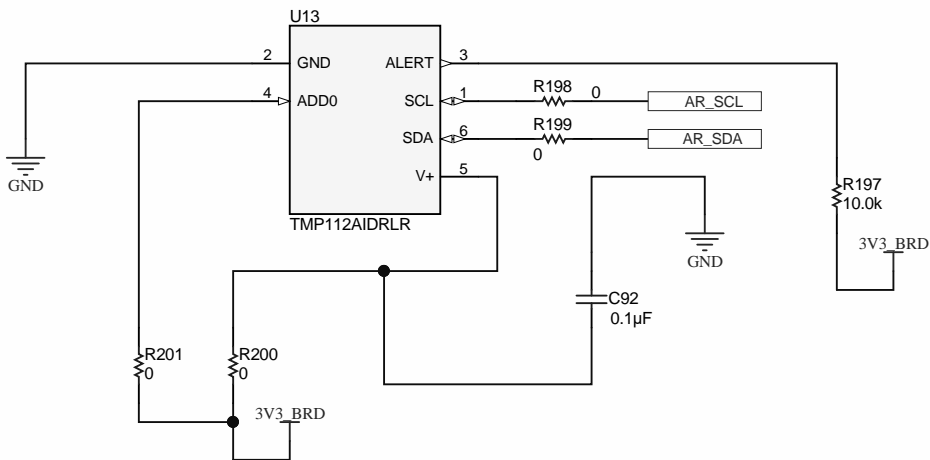 U13
2
GND
ALERT
3
4
ADD0
SCL
1
R198
0
AR_SCL
SDA
6
R199
0
AR_SDA
V+
5
GND
TMP112AIDRLR
R197
10.0k
GND
3V3_BRD
C92
0.1µF
R201
0
R200
0
3V3_BRD